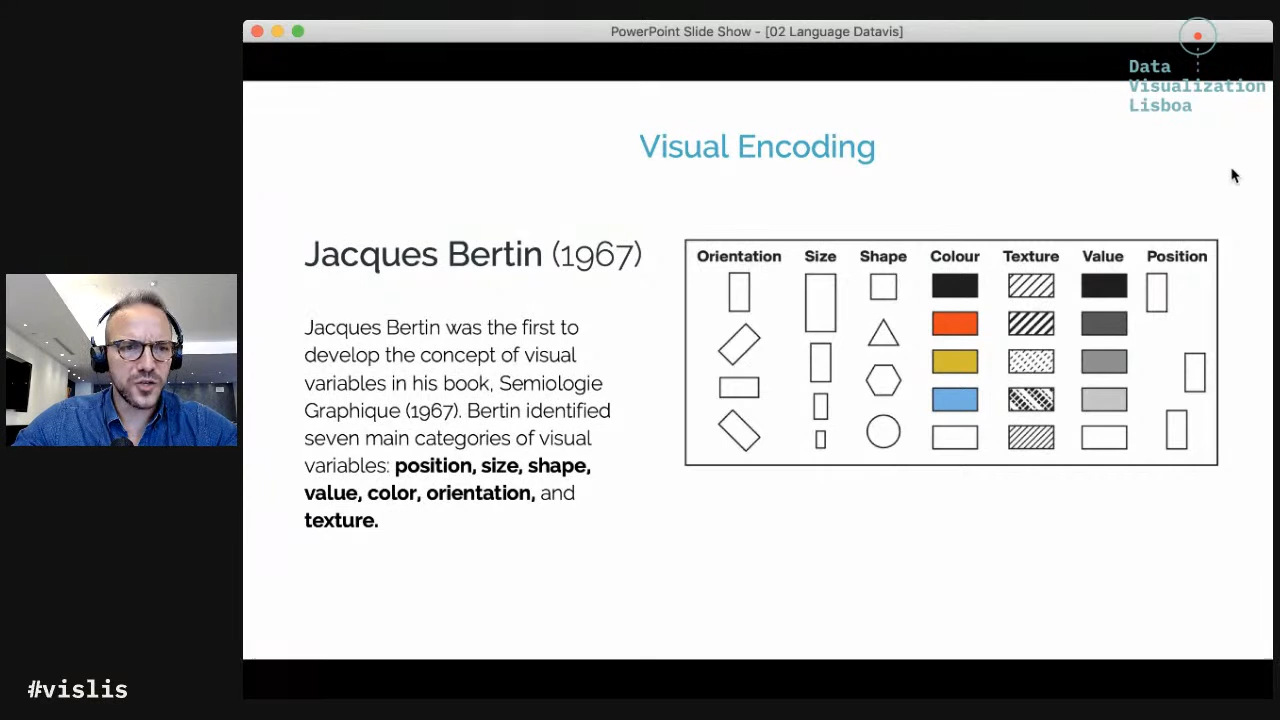 PowerPoint Slide Show - [02 Language Datavis]
Data
Visualization
Lisboa
Visual Encoding
Jacques Bertin (1967)
Jacques Bertin was the first to
develop the concept of visual
variables in his book, Semiologie
Graphique (1967). Bertin identified
seven main categories of visual
variables: position, size, shape,
value, color, orientation, and
texture.
Orientation Size Shape Colour Texture Value Position
#vislis